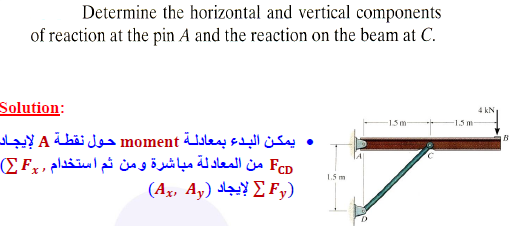 Determine the horizontal and vertical components
of reaction at the pin A and the reaction on the beam at C.
Solution:
• يمكن البدء بمعادلة moment حول نقطة A لإيجاد
F_CD من المعادلة مباشرة ومن ثم استخدام (∑ F_x,
∑ F_y) لإيجاد (A_x, A_y)
4 kN
1.5 m
1.5 m
B
A
C
1.5 m
D